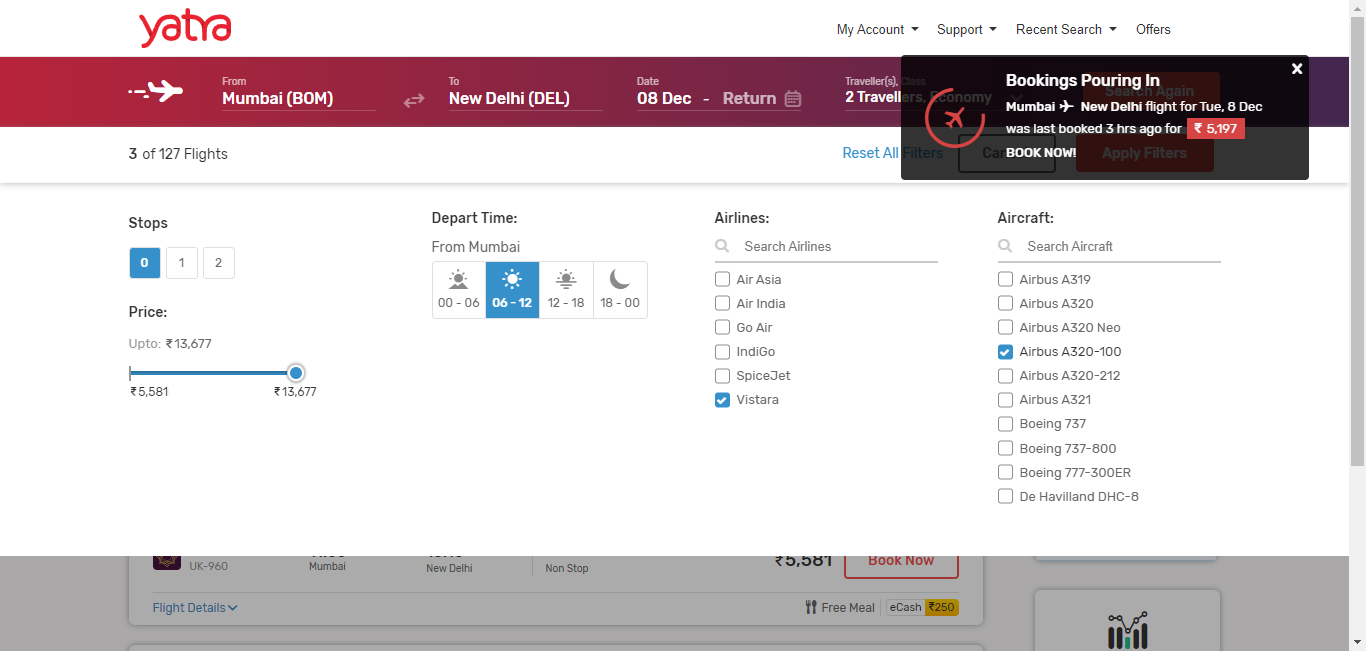 yatra
My Account
Support
Recent Search
Offers
From
Mumbai (BOM)
To
New Delhi (DEL)
Date
08 Dec - Return
Traveller(s), Class
2 Travellers, Economy
Search Again
Bookings Pouring In
Mumbai New Delhi flight for Tue, 8 Dec
was last booked 3 hrs ago for ₹ 5,197
BOOK NOW!
3 of 127 Flights
Reset All Filters
Apply Filters
Stops
0 1 2
Price:
Upto: ₹13,677
₹5,581 ₹13,677
Depart Time:
From Mumbai
00 - 06 06 - 12 12 - 18 18 - 00
Airlines:
Search Airlines
Air Asia
Air India
Go Air
IndiGo
SpiceJet
Vistara
Aircraft:
Search Aircraft
Airbus A319
Airbus A320
Airbus A320 Neo
Airbus A320-100
Airbus A320-212
Airbus A321
Boeing 737
Boeing 737-800
Boeing 777-300ER
De Havilland DHC-8
UK-960
Mumbai
New Delhi
Non Stop
₹5,581
Book Now
Flight Details
Free Meal
eCash ₹250